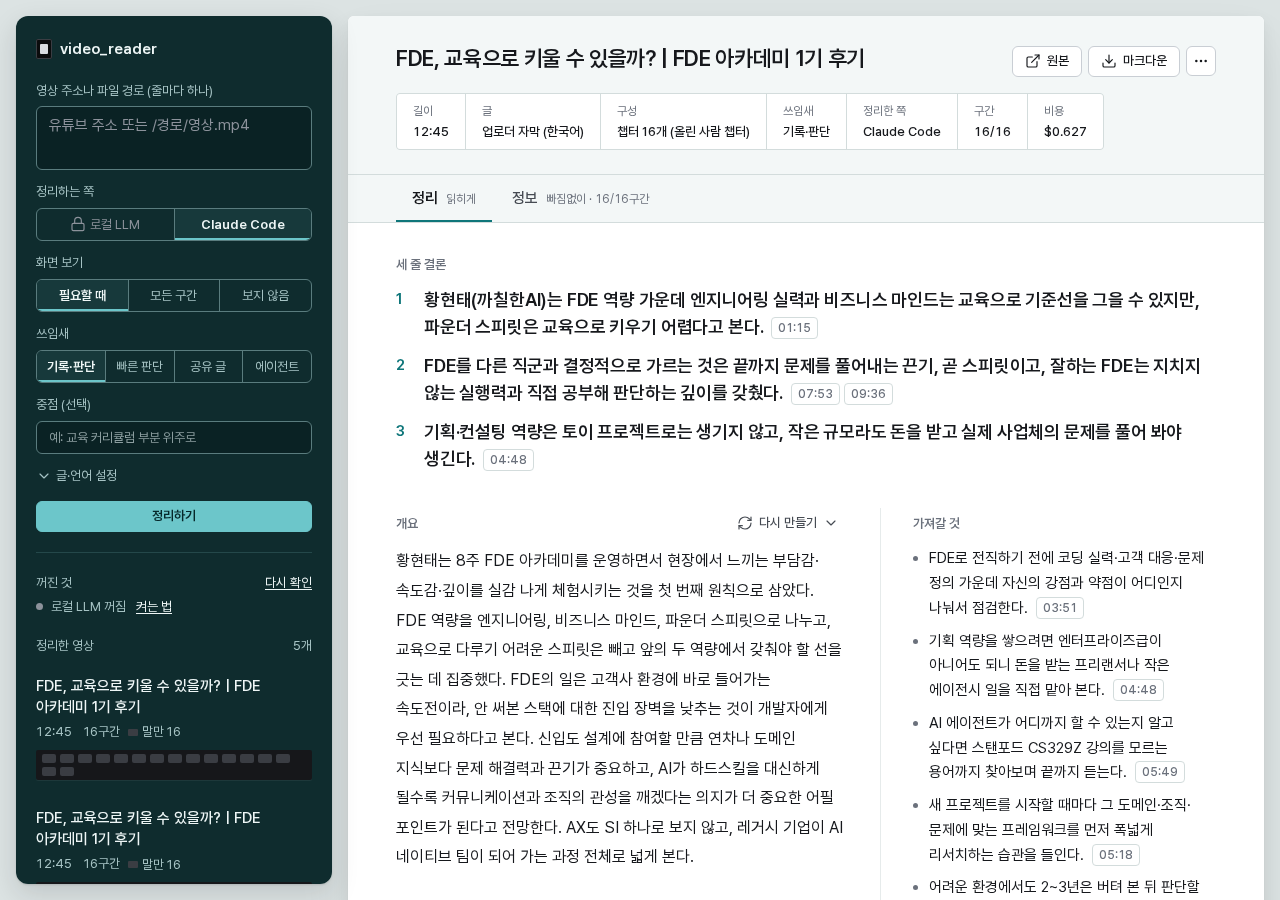 video_reader
영상 주소나 파일 경로 (줄마다 하나)
유튜브 주소 또는 /경로/영상.mp4
정리하는 쪽
로컬 LLM
Claude Code
화면 보기
필요할 때
모든 구간
보지 않음
쓰임새
기록·판단
빠른 판단
공유 글
에이전트
중점 (선택)
예: 교육 커리큘럼 부분 위주로
글·언어 설정
정리하기
꺼진 것
다시 확인
로컬 LLM 꺼짐 켜는 법
정리한 영상
5개
FDE, 교육으로 키울 수 있을까? | FDE
아카데미 1기 후기
12:45 16구간 말만 16
FDE, 교육으로 키울 수 있을까? | FDE
아카데미 1기 후기
12:45 16구간 말만 16
FDE, 교육으로 키울 수 있을까? | FDE 아카데미 1기 후기
원본
마크다운
길이
12:45
글
업로더 자막 (한국어)
구성
챕터 16개 (올린 사람 챕터)
쓰임새
기록·판단
정리한 쪽
Claude Code
구간
16/16
비용
$0.627
정리 읽히게
정보 빠짐없이 · 16/16구간
세 줄 결론
1 황현태(까칠한AI)는 FDE 역량 가운데 엔지니어링 실력과 비즈니스 마인드는 교육으로 기준선을 그을 수 있지만,
파운더 스피릿은 교육으로 키우기 어렵다고 본다. 01:15
2 FDE를 다른 직군과 결정적으로 가르는 것은 끝까지 문제를 풀어내는 끈기, 곧 스피릿이고, 잘하는 FDE는 지치지
않는 실행력과 직접 공부해 판단하는 깊이를 갖췄다. 07:53 09:36
3 기획·컨설팅 역량은 토이 프로젝트로는 생기지 않고, 작은 규모라도 돈을 받고 실제 사업체의 문제를 풀어 봐야
생긴다. 04:48
개요
다시 만들기
황현태는 8주 FDE 아카데미를 운영하면서 현장에서 느끼는 부담감·
속도감·깊이를 실감 나게 체험시키는 것을 첫 번째 원칙으로 삼았다.
FDE 역량을 엔지니어링, 비즈니스 마인드, 파운더 스피릿으로 나누고,
교육으로 다루기 어려운 스피릿은 빼고 앞의 두 역량에서 갖춰야 할 선을
긋는 데 집중했다. FDE의 일은 고객사 환경에 바로 들어가는
속도전이라, 안 써본 스택에 대한 진입 장벽을 낮추는 것이 개발자에게
우선 필요하다고 본다. 신입도 설계에 참여할 만큼 연차나 도메인
지식보다 문제 해결력과 끈기가 중요하고, AI가 하드스킬을 대신하게
될수록 커뮤니케이션과 조직의 관성을 깨겠다는 의지가 더 중요한 어필
포인트가 된다고 전망한다. AX도 SI 하나로 보지 않고, 레거시 기업이 AI
네이티브 팀이 되어 가는 과정 전체로 넓게 본다.
가져갈 것
FDE로 전직하기 전에 코딩 실력·고객 대응·문제
정의 가운데 자신의 강점과 약점이 어디인지
나눠서 점검한다. 03:51
기획 역량을 쌓으려면 엔터프라이즈급이
아니어도 되니 돈을 받는 프리랜서나 작은
에이전시 일을 직접 맡아 본다. 04:48
AI 에이전트가 어디까지 할 수 있는지 알고
싶다면 스탠포드 CS329Z 강의를 모르는
용어까지 찾아보며 끝까지 듣는다. 05:49
새 프로젝트를 시작할 때마다 그 도메인·조직·
문제에 맞는 프레임워크를 먼저 폭넓게
리서치하는 습관을 들인다. 05:18
어려운 환경에서도 2~3년은 버텨 본 뒤 판단할